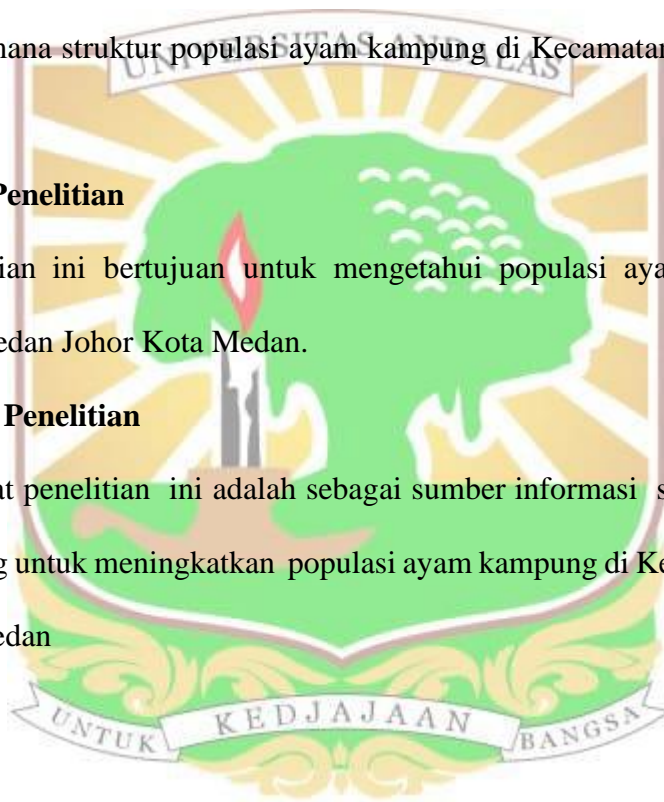 nana struktur populasi ayam kampung di Kecamatan
UNIVERSITAS ANDALAS
Penelitian
ian ini bertujuan untuk mengetahui populasi aya
edan Johor Kota Medan.
Penelitian
at penelitian ini adalah sebagai sumber informasi s
g untuk meningkatkan populasi ayam kampung di Ke
edan
UNTUK KEDJAJAAN BANGSA